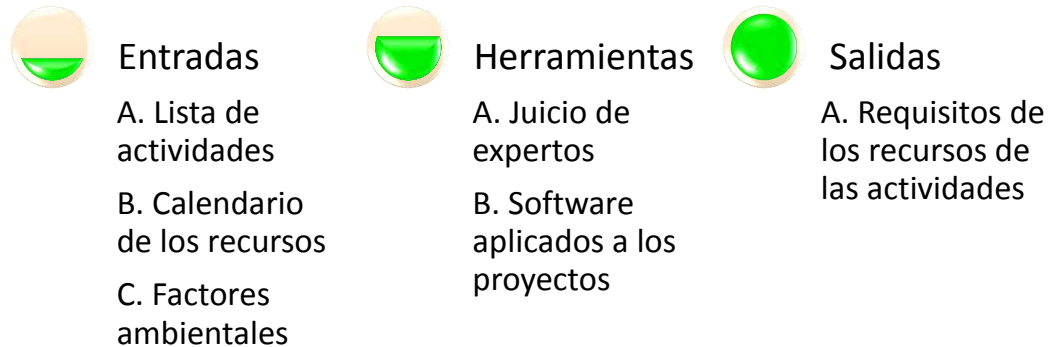 Entradas
A. Lista de
actividades
B. Calendario
de los recursos
C. Factores
ambientales
Herramientas
A. Juicio de
expertos
B. Software
aplicados a los
proyectos
Salidas
A. Requisitos de
los recursos de
las actividades